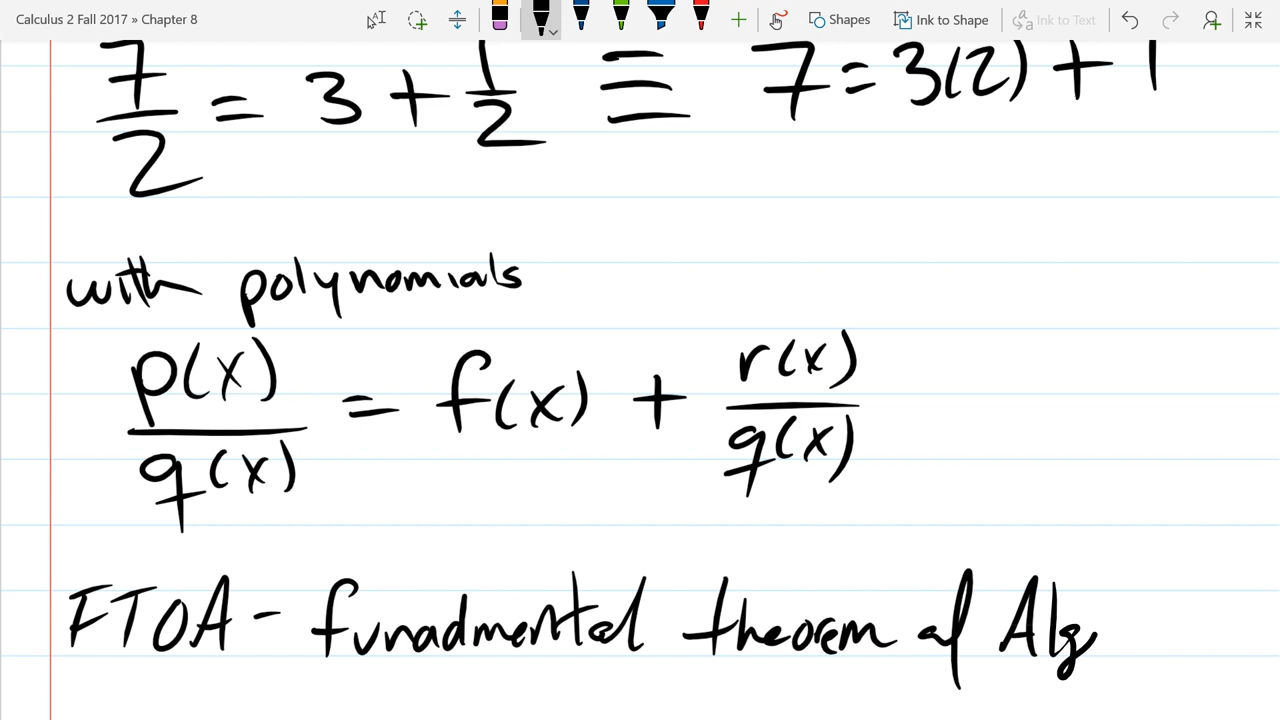 Calculus 2 Fall 2017 » Chapter 8 Shapes Ink to Shape Ink to Text
7/2 = 3 + 1/2 ≡ 7 = 3(2) + 1
with polynomials
p(x)/q(x) = f(x) + r(x)/q(x)
FTOA - funadmental theorem of Alg